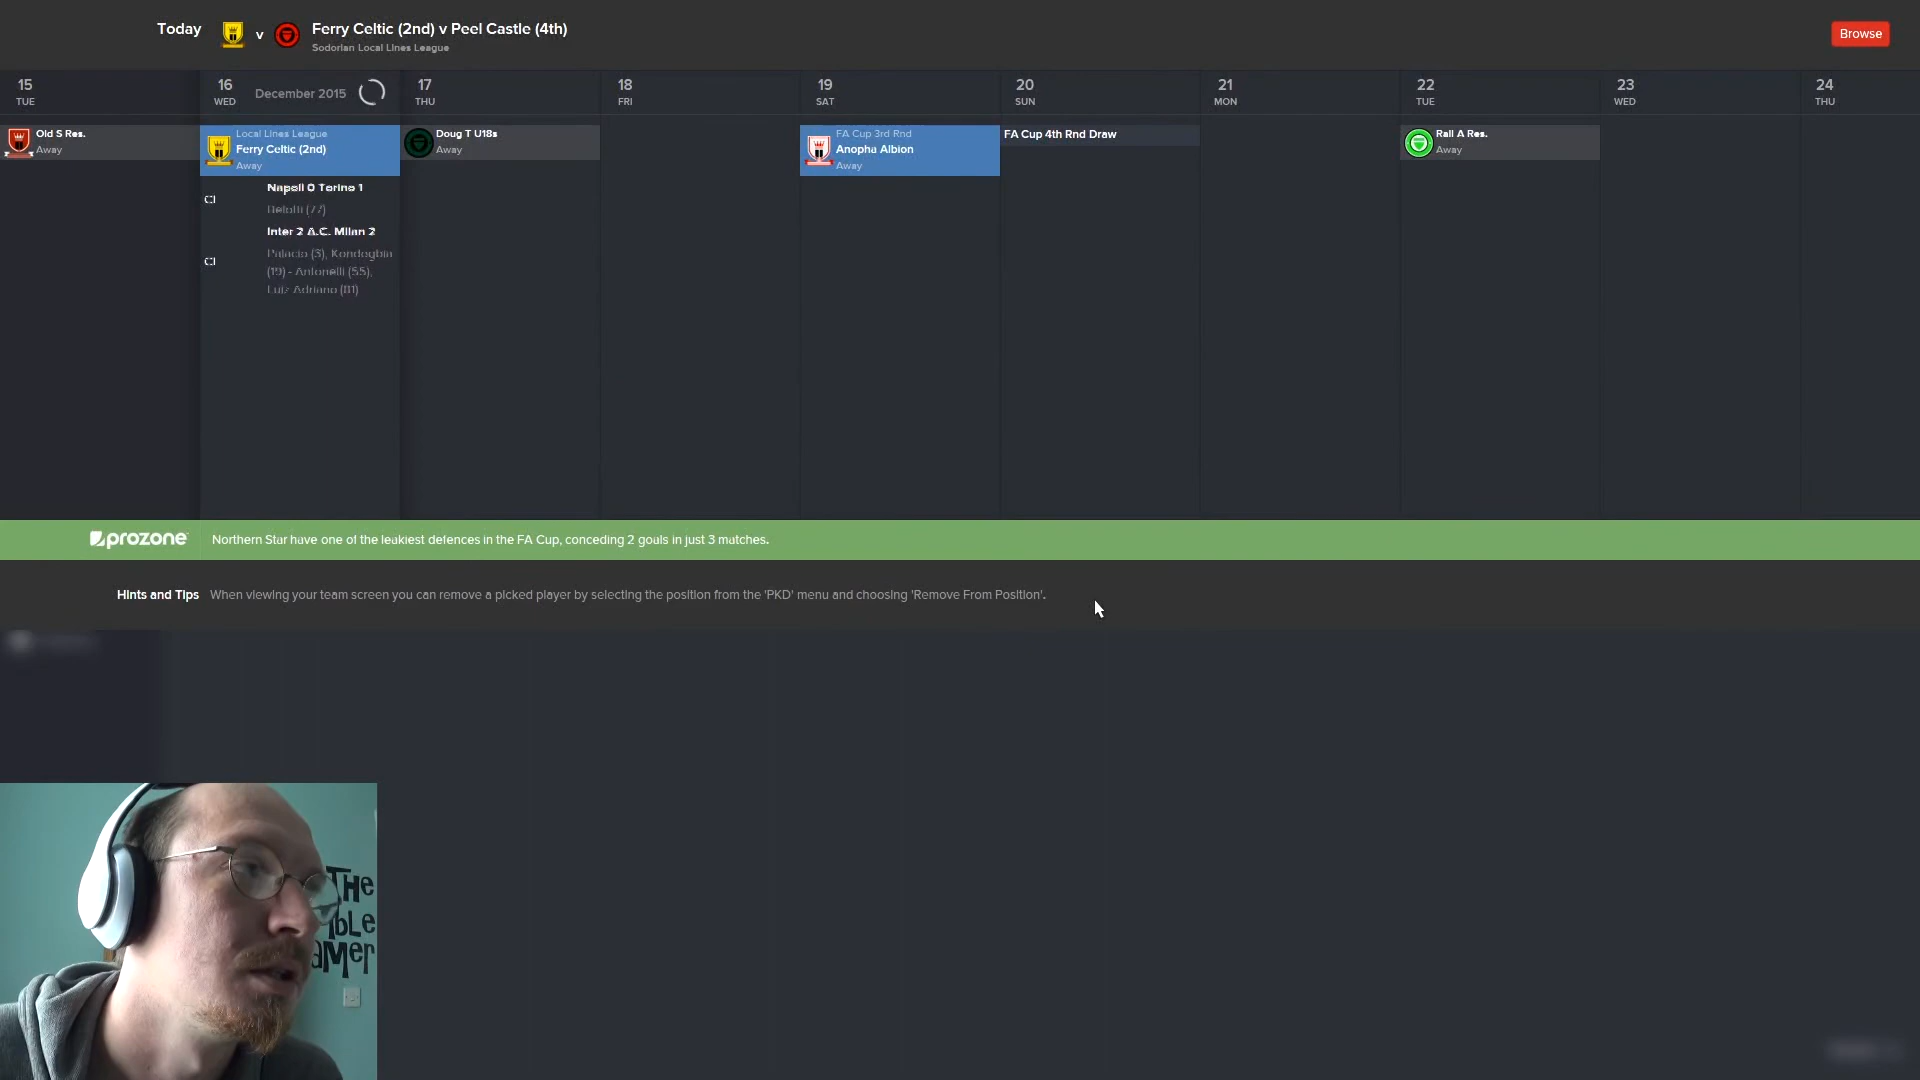 Today
v
Ferry Celtic (2nd) v Peel Castle (4th)
Sodorian Local Lines League
Browse
15
TUE
16
WED
December 2015
17
THU
18
FRI
19
SAT
20
SUN
21
MON
22
TUE
23
WED
24
THU
Old S Res.
Away
Local Lines League
Ferry Celtic (2nd)
Away
Doug T U18s
Away
FA Cup 3rd Rnd
Anopha Albion
Away
FA Cup 4th Rnd Draw
Rail A Res.
Away
CI
Napoli 0 Torino 1
Belotti (77)
CI
Inter 2 A.C. Milan 2
Palacio (3), Kondogbia
(19) - Antonelli (55),
Luiz Adriano (81)
prozone
Northern Star have one of the leakiest defences in the FA Cup, conceding 2 goals in just 3 matches.
Hints and Tips
When viewing your team screen you can remove a picked player by selecting the position from the 'PKD' menu and choosing 'Remove From Position'.
THe